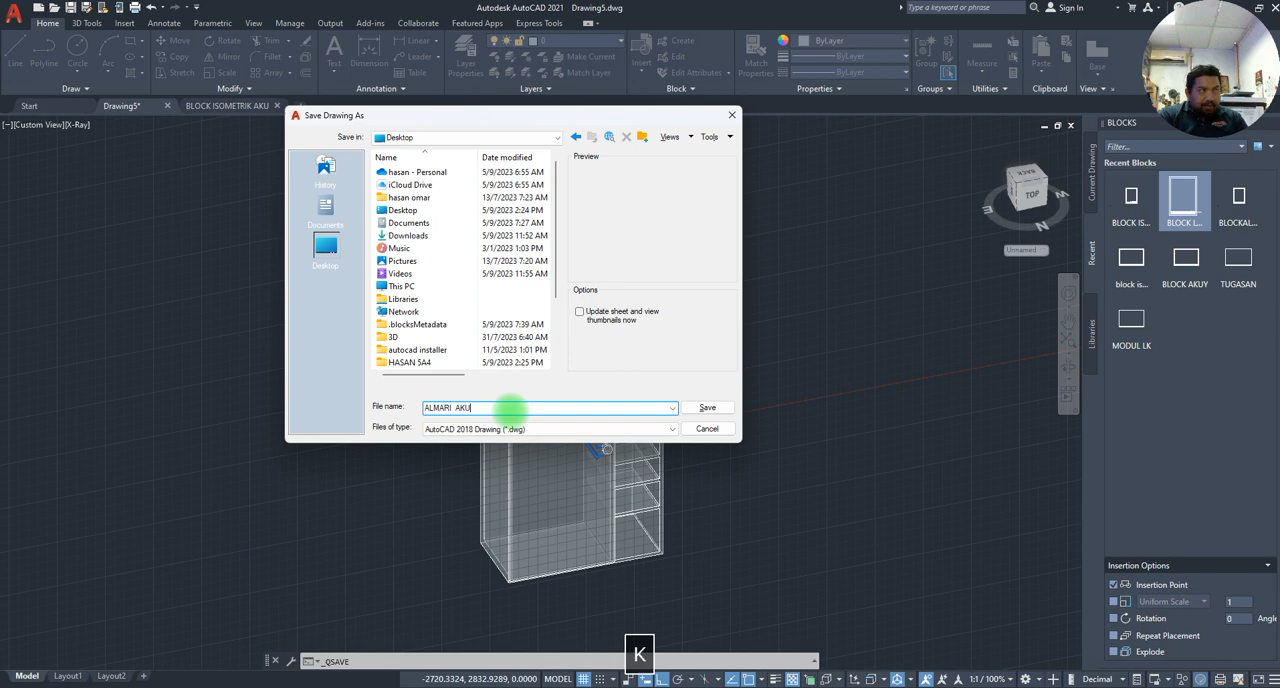 Autodesk AutoCAD 2021 Drawing5.dwg
Type a keyword or phrase
Sign In
Home 3D Tools Insert Annotate Parametric View Manage Output Add-ins Collaborate Featured Apps Express Tools
Line Polyline Circle Arc
Move Rotate Trim
Copy Mirror Fillet
Stretch Scale Array
Text Dimension
Linear
Leader
Table
Layer Properties
0
Make Current
Match Layer
Insert
Create
Edit
Edit Attributes
Match Properties
ByLayer
ByLayer
ByLayer
Group
Measure
Paste
Base
Draw Modify Annotation Layers Block Properties Groups Utilities Clipboard View
Start Drawing5* BLOCK ISOMETRIK AKU
[−][Custom View][X-Ray]
Save Drawing As
Save in: Desktop
Views Tools
Name Date modified
hasan - Personal 5/9/2023 6:55 AM
iCloud Drive 5/9/2023 6:55 AM
hasan omar 13/7/2023 7:23 AM
Desktop 5/9/2023 2:24 PM
Documents 5/9/2023 7:27 AM
Downloads 5/9/2023 11:52 AM
Music 3/1/2023 1:03 PM
Pictures 13/7/2023 7:20 AM
Videos 5/9/2023 11:55 AM
This PC
Libraries
Network
.blocksMetadata 5/9/2023 7:39 AM
3D 31/7/2023 6:40 AM
autocad installer 11/5/2023 1:01 PM
HASAN 5A4 5/9/2023 2:25 PM
History
Documents
Desktop
Preview
Options
Update sheet and view
thumbnails now
File name: ALMARI AKU
Save
Files of type: AutoCAD 2018 Drawing (*.dwg)
Cancel
BACK
TOP
E N
Unnamed
BLOCKS
Filter...
Recent Blocks
Current Drawing
Recent
Libraries
BLOCK IS... BLOCK L... BLOCKAL...
block is... BLOCK AKUY TUGASAN
MODUL LK
Insertion Options
Insertion Point
Uniform Scale 1
Rotation 0 Angle
Repeat Placement
Explode
K
_QSAVE
Model Layout1 Layout2 +
-2720.3324, 2832.9289, 0.0000 MODEL
1:1 / 100%
Decimal